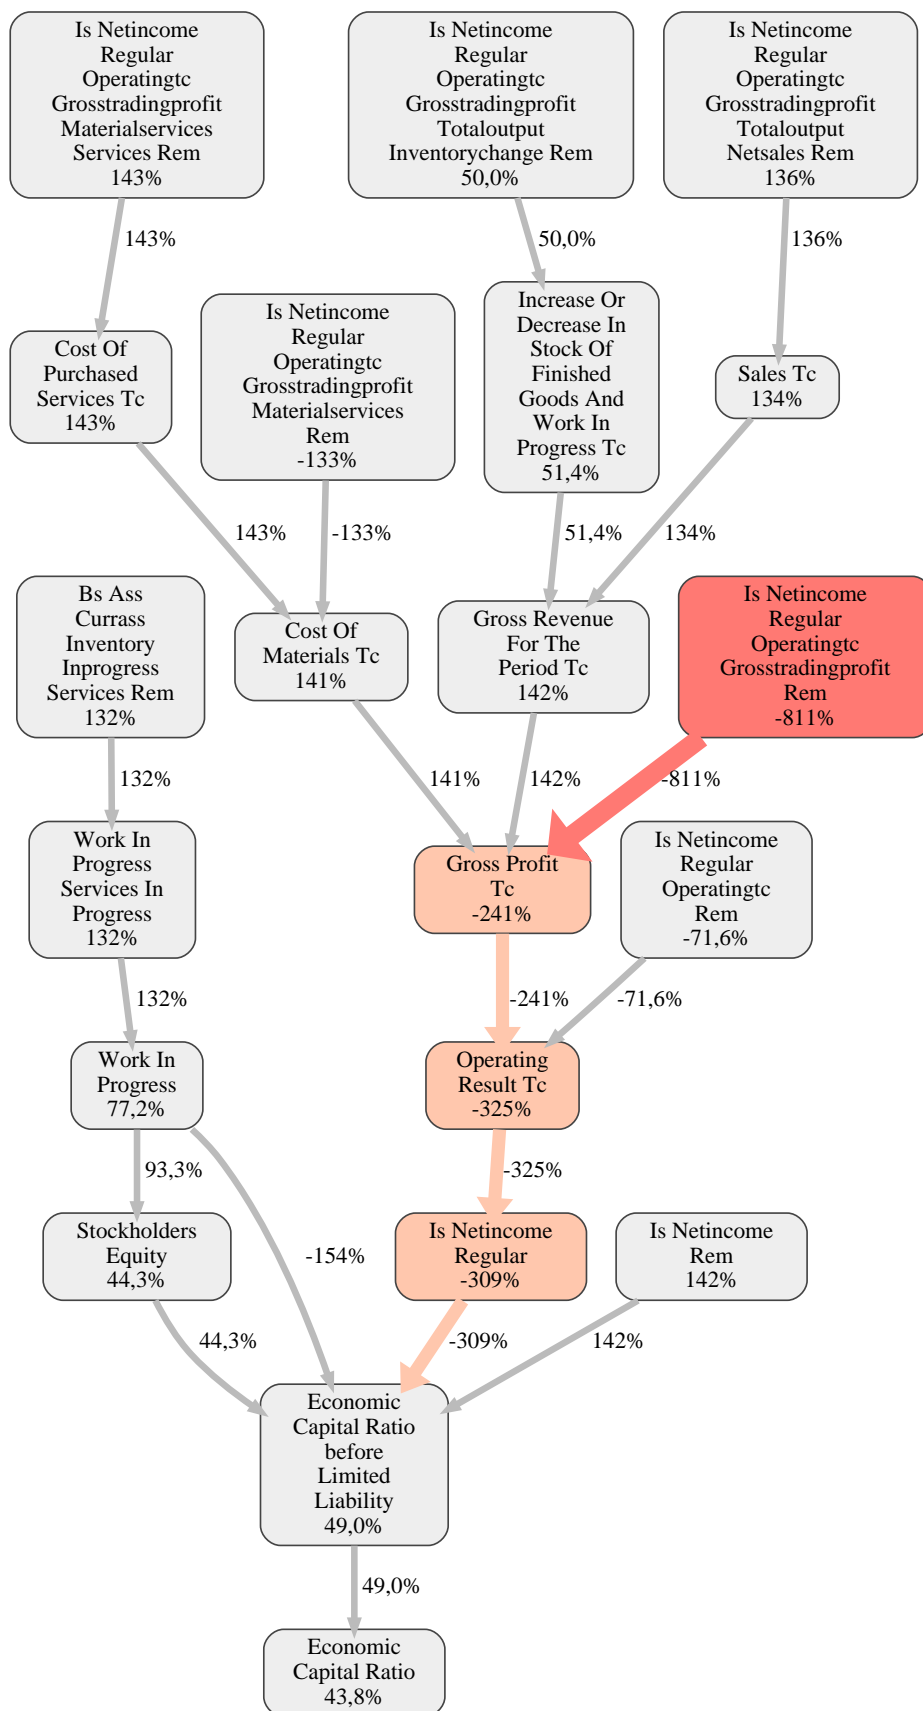 Is Netincome
Regular
Operatingtc
Grosstradingprofit
Materialservices
Services Rem
143%
Is Netincome
Regular
Operatingtc
Grosstradingprofit
Totaloutput
Inventorychange Rem
50,0%
Is Netincome
Regular
Operatingtc
Grosstradingprofit
Totaloutput
Netsales Rem
136%
143%
50,0%
136%
Cost Of
Purchased
Services Tc
143%
Is Netincome
Regular
Operatingtc
Grosstradingprofit
Materialservices
Rem
-133%
Increase Or
Decrease In
Stock Of
Finished
Goods And
Work In
Progress Tc
51,4%
Sales Tc
134%
143%
-133%
51,4%
134%
Bs Ass
Currass
Inventory
Inprogress
Services Rem
132%
Cost Of
Materials Tc
141%
Gross Revenue
For The
Period Tc
142%
Is Netincome
Regular
Operatingtc
Grosstradingprofit
Rem
-811%
132%
141%
142%
-811%
Work In
Progress
Services In
Progress
132%
Gross Profit
Tc
-241%
Is Netincome
Regular
Operatingtc
Rem
-71,6%
132%
-241%
-71,6%
Work In
Progress
77,2%
Operating
Result Tc
-325%
93,3%
-154%
-325%
Stockholders
Equity
44,3%
Is Netincome
Regular
-309%
Is Netincome
Rem
142%
44,3%
-309%
142%
Economic
Capital Ratio
before
Limited
Liability
49,0%
49,0%
Economic
Capital Ratio
43,8%